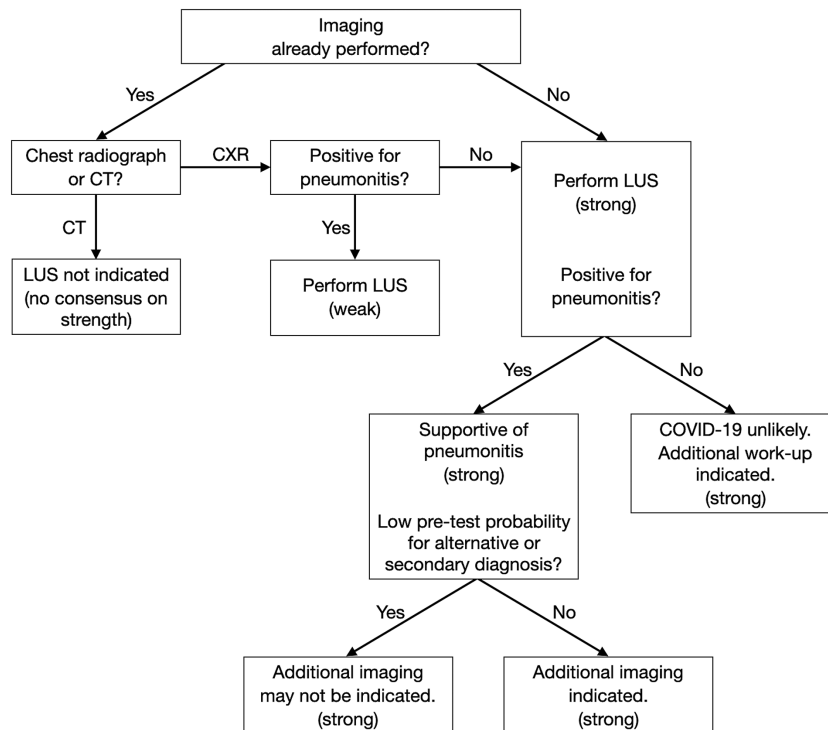 Imaging
already performed?
Yes
No
Chest radiograph
or CT?
CXR
Positive for
pneumonitis?
No
Perform LUS
(strong)
Positive for
pneumonitis?
CT
Yes
LUS not indicated
(no consensus on
strength)
Perform LUS
(weak)
Yes
No
Supportive of
pneumonitis
(strong)
Low pre-test probability
for alternative or
secondary diagnosis?
COVID-19 unlikely.
Additional work-up
indicated.
(strong)
Yes
No
Additional imaging
may not be indicated.
(strong)
Additional imaging
indicated.
(strong)